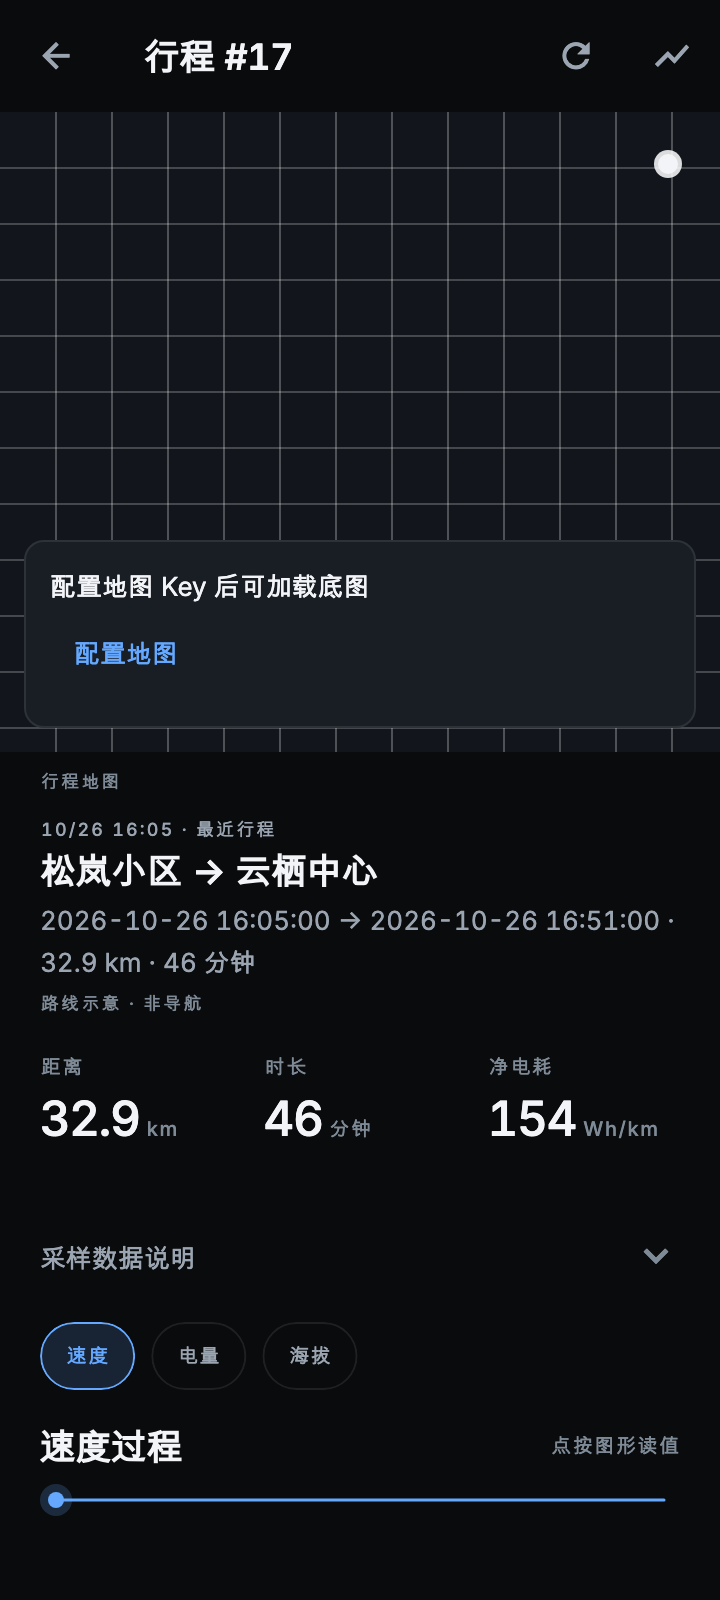 行程 #17
配置地图 Key 后可加载底图
配置地图
行程地图
10/26 16:05 · 最近行程
松岚小区 → 云栖中心
2026-10-26 16:05:00 → 2026-10-26 16:51:00 ·
32.9 km · 46 分钟
路线示意 · 非导航
距离 时长 净电耗
32.9 km 46 分钟 154 Wh/km
采样数据说明
速度 电量 海拔
速度过程 点按图形读值